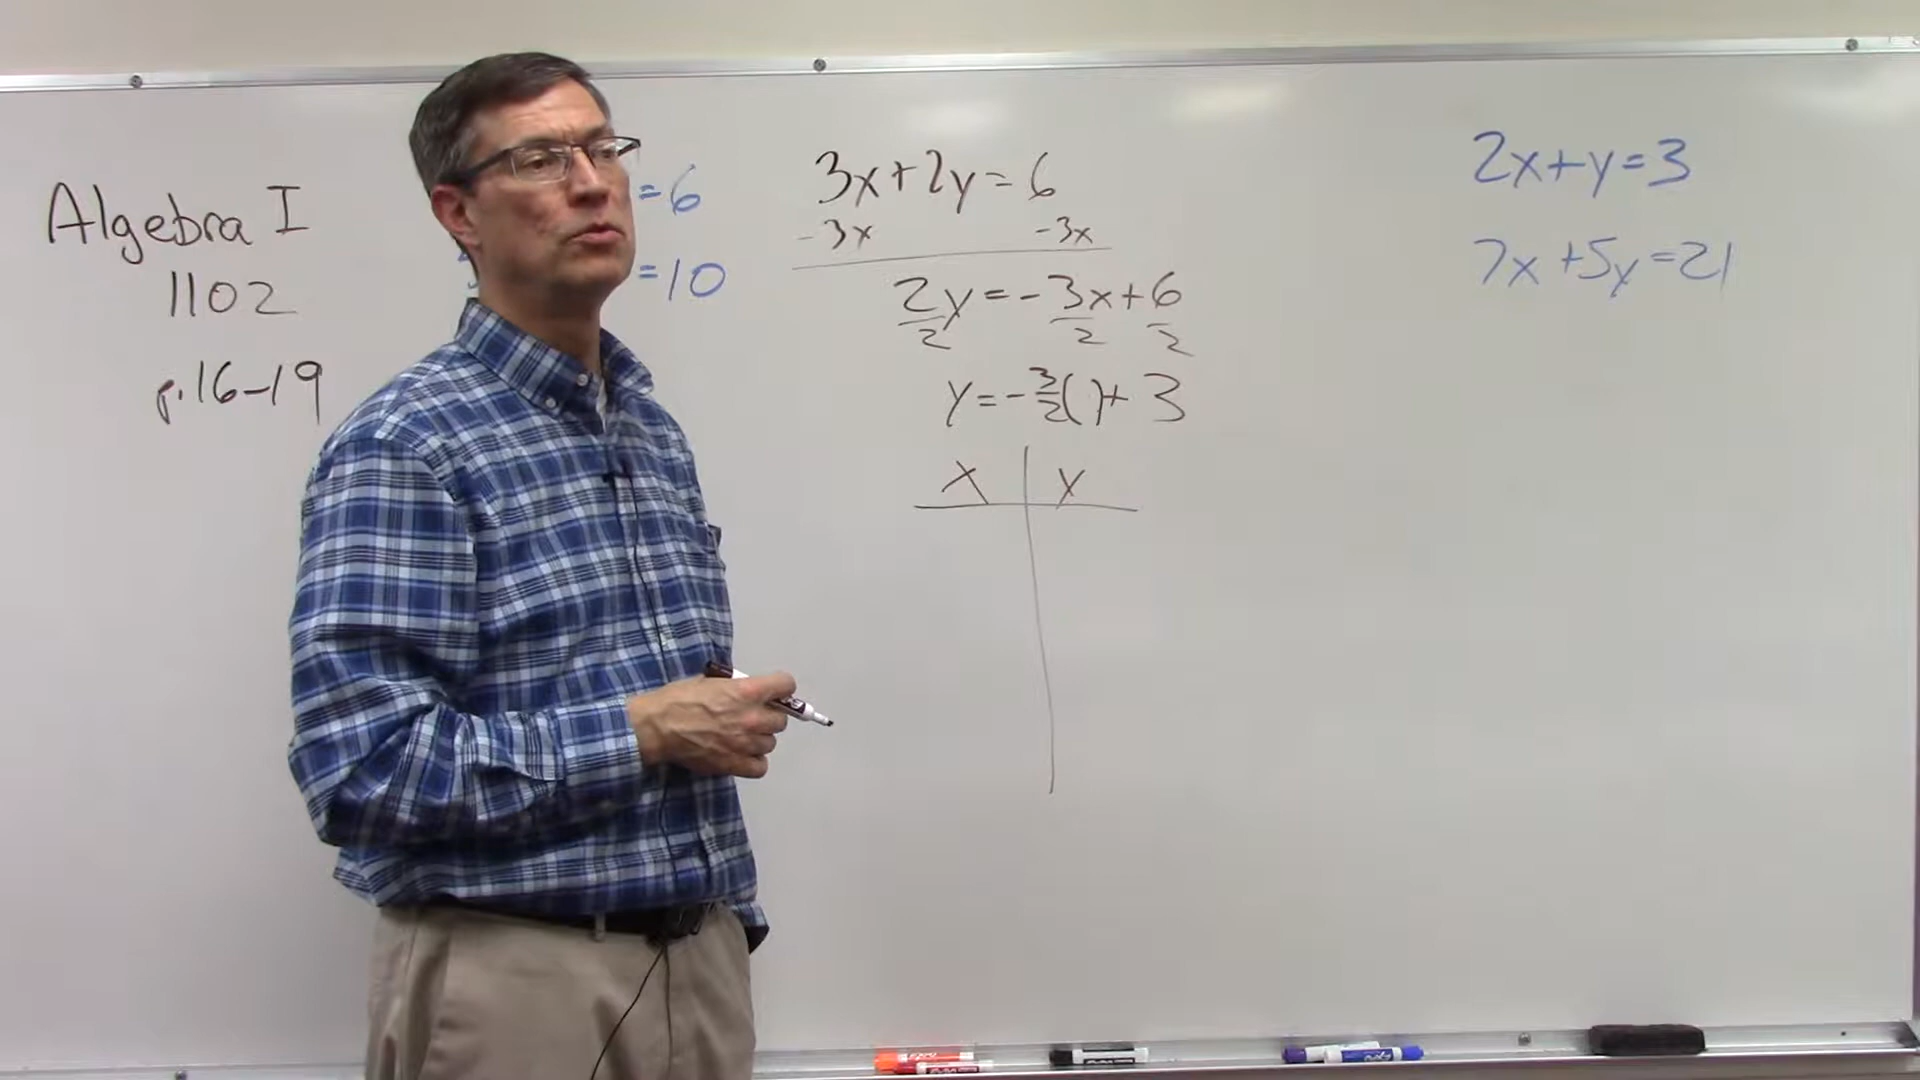 Algebra I
1102
p.16-19
=6
=10
3x+2y=6
-3x -3x
2y=-3x+6
2 2 2
y=-3/2( )+3
x y
2x+y=3
7x+5y=21
EXPO